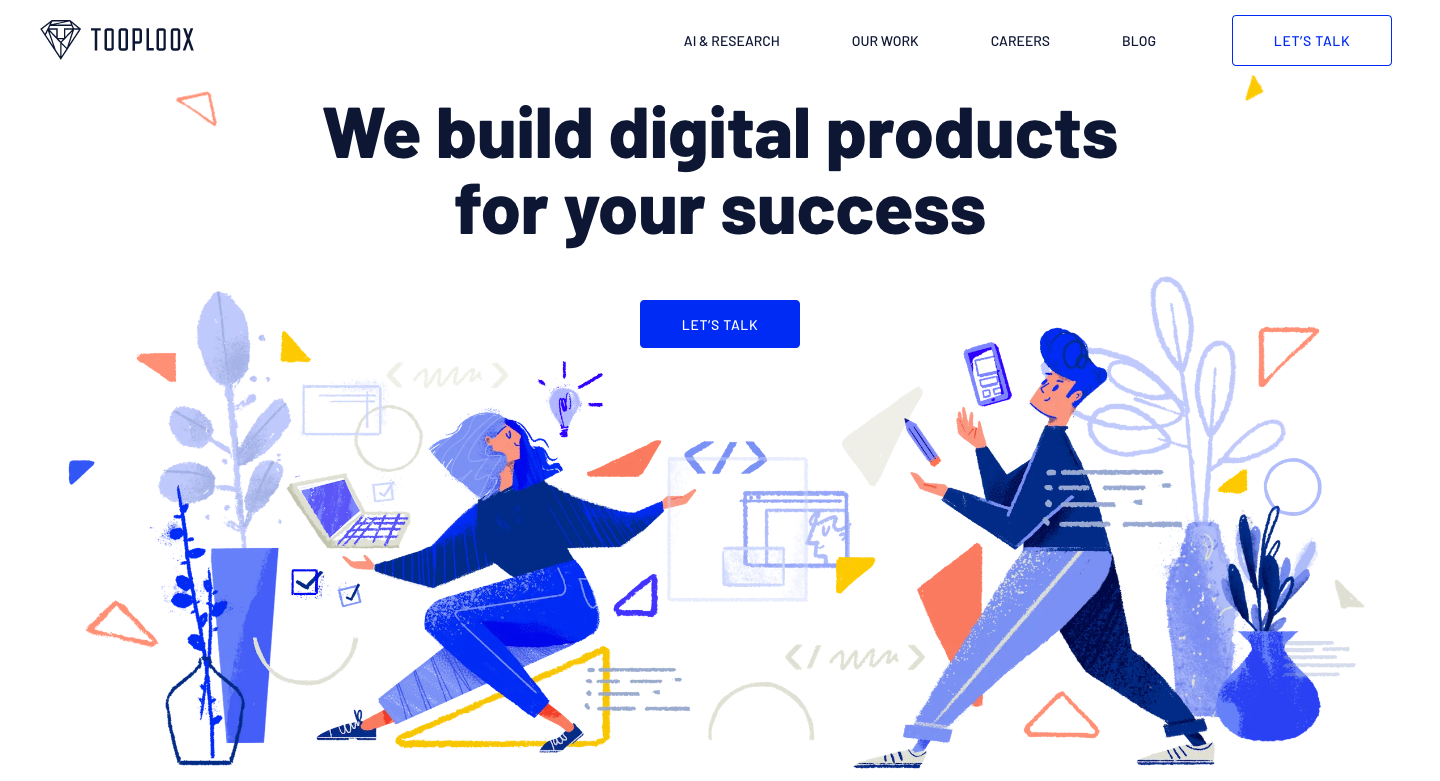 TOOPLOOX
AI & RESEARCH
OUR WORK
CAREERS
BLOG
LET'S TALK
We build digital products
for your success
LET'S TALK